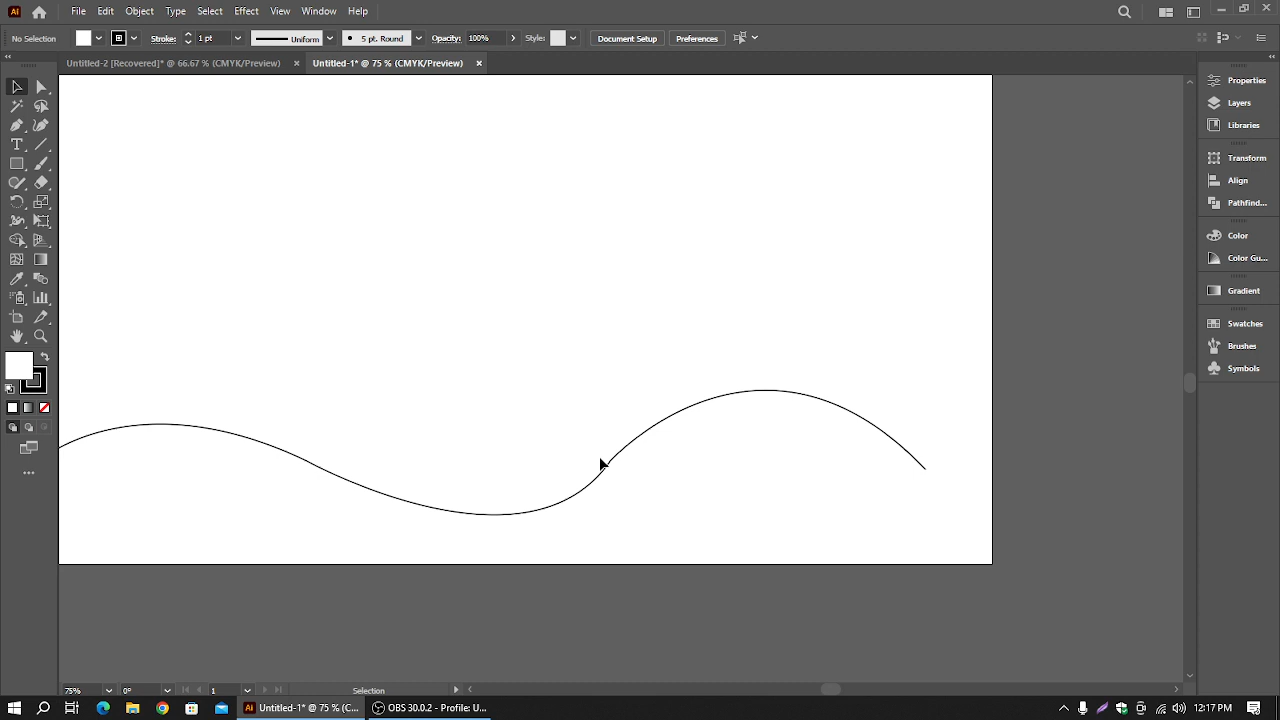 Ai File Edit Object Type Select Effect View Window Help
No Selection Stroke: 1 pt Uniform 5 pt. Round Opacity: 100% Style: Document Setup Preferences
Untitled-2 [Recovered]* @ 66.67 % (CMYK/Preview) Untitled-1* @ 75 % (CMYK/Preview)
Properties
Layers
Libraries
Transform
Align
Pathfind...
Color
Color Gu...
Gradient
Swatches
Brushes
Symbols
75% 0° 1 Selection
Ai Untitled-1* @ 75 % (C... OBS 30.0.2 - Profile: U... 12:17 PM